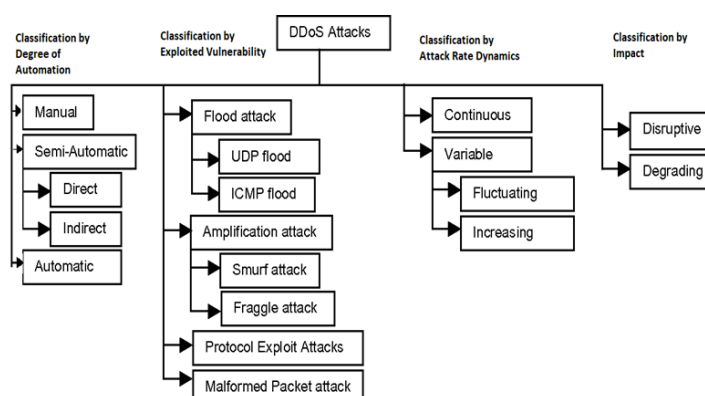 DDoS Attacks
Classification by
Degree of
Automation
Manual
Semi-Automatic
Direct
Indirect
Automatic
Classification by
Exploited Vulnerability
Flood attack
UDP flood
ICMP flood
Amplification attack
Smurf attack
Fraggle attack
Protocol Exploit Attacks
Malformed Packet attack
Classification by
Attack Rate Dynamics
Continuous
Variable
Fluctuating
Increasing
Classification by
Impact
Disruptive
Degrading